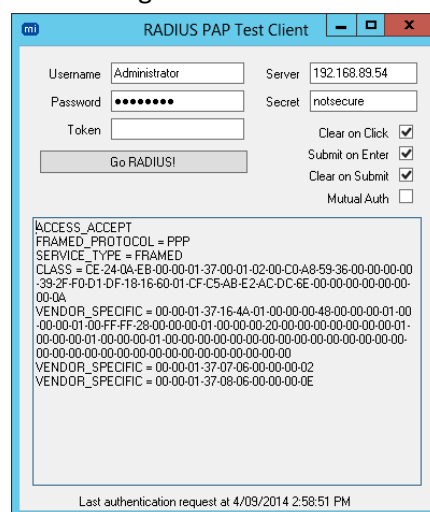 mi RADIUS PAP Test Client
Username Administrator Server 192.168.89.54
Password ●●●●●●●● Secret notsecure
Token Clear on Click
Go RADIUS! Submit on Enter
Clear on Submit
Mutual Auth
ACCESS_ACCEPT
FRAMED_PROTOCOL = PPP
SERVICE_TYPE = FRAMED
CLASS = CE-24-0A-EB-00-00-01-37-00-01-02-00-C0-A8-59-36-00-00-00-00
-39-2F-F0-D1-DF-18-16-60-01-CF-C5-AB-E2-AC-DC-6E-00-00-00-00-00-00-
00-0A
VENDOR_SPECIFIC = 00-00-01-37-16-4A-01-00-00-00-48-00-00-00-01-00
-00-00-01-00-FF-FF-28-00-00-00-01-00-00-00-20-00-00-00-00-00-00-00-01-
00-00-00-01-00-00-00-01-00-00-00-00-00-00-00-00-00-00-00-00-00-00-00-
00-00-00-00-00-00-00-00-00-00-00-00-00-00-00
VENDOR_SPECIFIC = 00-00-01-37-07-06-00-00-00-02
VENDOR_SPECIFIC = 00-00-01-37-08-06-00-00-00-0E
Last authentication request at 4/09/2014 2:58:51 PM